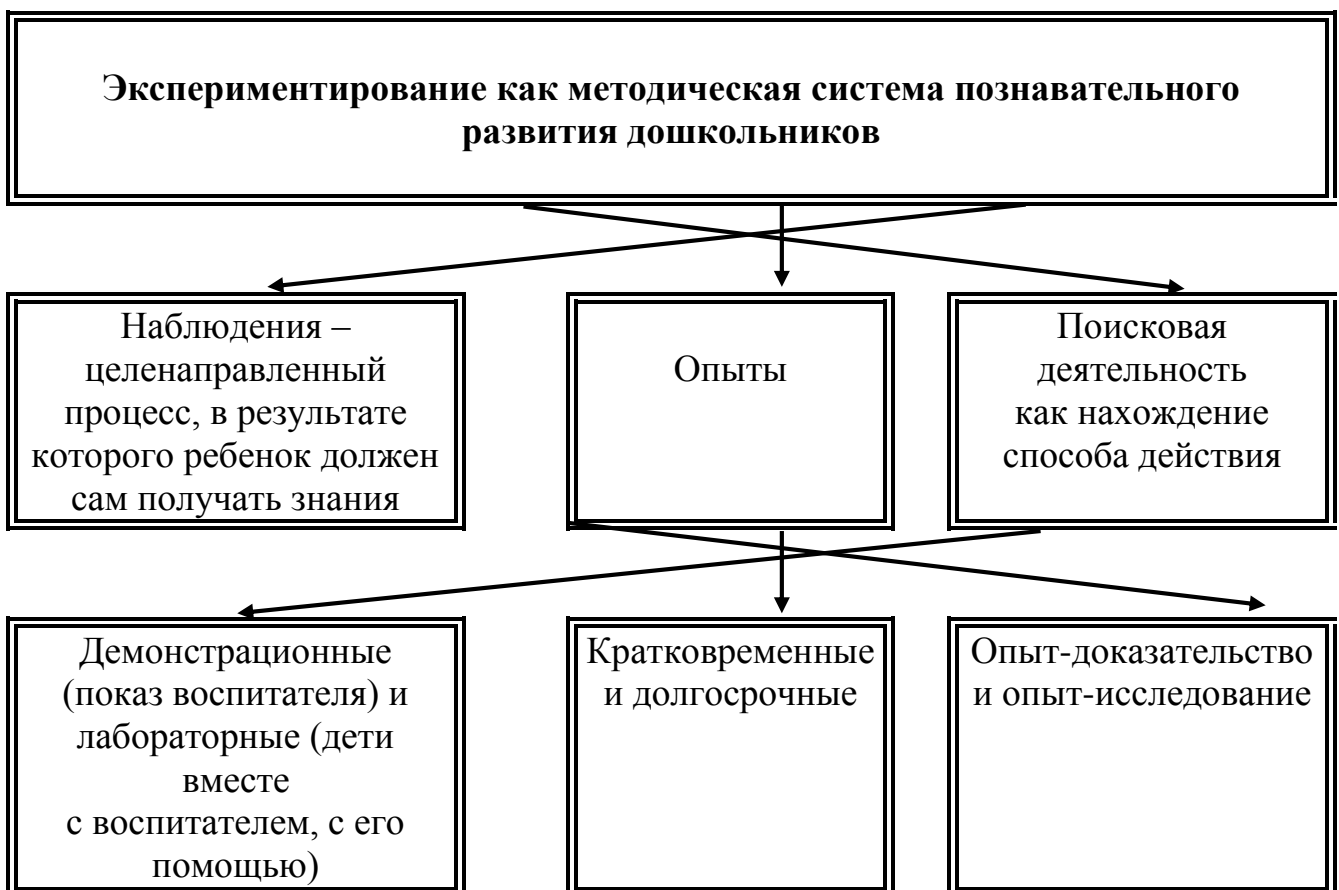 Экспериментирование как методическая система познавательного
развития дошкольников
Наблюдения –
целенаправленный
процесс, в результате
которого ребенок должен
сам получать знания
Опыты
Поисковая
деятельность
как нахождение
способа действия
Демонстрационные
(показ воспитателя) и
лабораторные (дети
вместе
с воспитателем, с его
помощью)
Кратковременные
и долгосрочные
Опыт-доказательство
и опыт-исследование